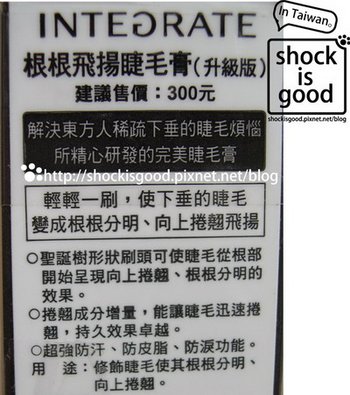 INTEGRATE
In Taiwan
根根飛揚睫毛膏(升級版)
建議售價：300元
shock
is
good
shockisgood.pixnet.net/blog
解決東方人稀疏下垂的睫毛煩惱
所精心研發的完美睫毛膏
http://shockisgood.pixnet.net/blog
輕輕一刷，使下垂的睫毛
變成根根分明、向上捲翹飛揚
○聖誕樹形狀刷頭可使睫毛從根部
開始呈現向上捲翹、根根分明的
效果。
○捲翹成分增量，能讓睫毛迅速捲
翹，持久效果卓越。
○超強防汗、防皮脂、防淚功能。
用 途：修飾睫毛使其根根分明、
向上捲翹。